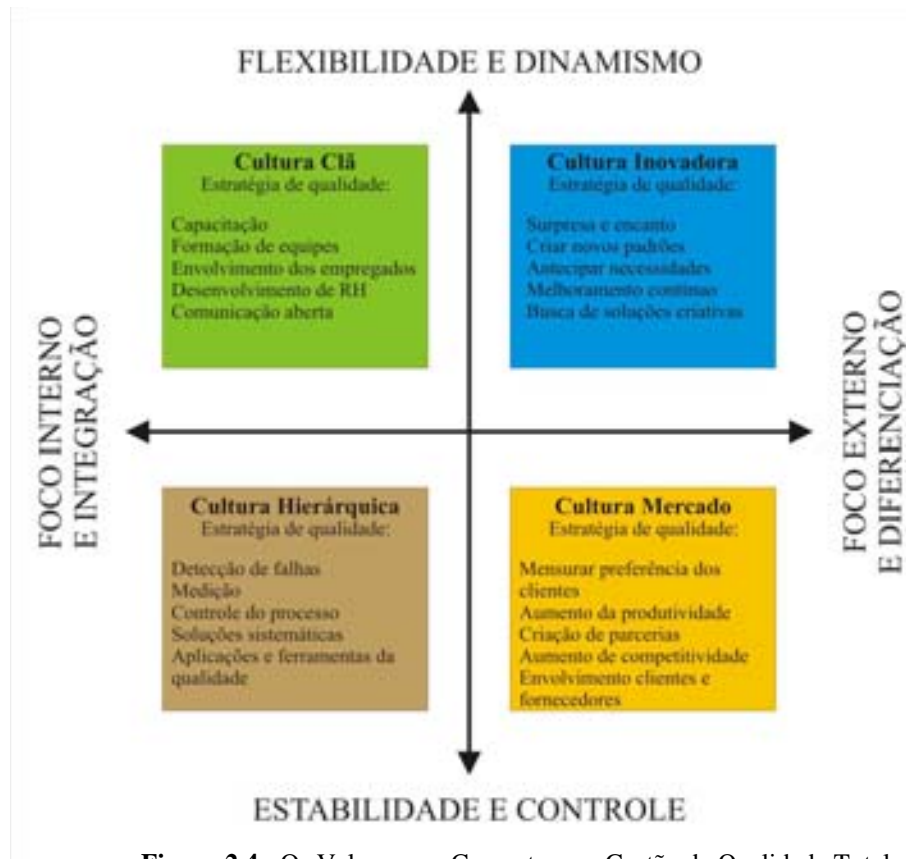 FLEXIBILIDADE E DINAMISMO
Cultura Clã
Estratégia de qualidade:
Capacitação
Formação de equipes
Envolvimento dos empregados
Desenvolvimento de RH
Comunicação aberta
Cultura Inovadora
Estratégia de qualidade:
Surpresa e encanto
Criar novos padrões
Antecipar necessidades
Melhoramento contínuo
Busca de soluções criativas
FOCO INTERNO
E INTEGRAÇÃO
FOCO EXTERNO
E DIFERENCIAÇÃO
Cultura Hierárquica
Estratégia de qualidade:
Detecção de falhas
Medição
Controle do processo
Soluções sistemáticas
Aplicações e ferramentas da
qualidade
Cultura Mercado
Estratégia de qualidade:
Mensurar preferência dos
clientes
Aumento da produtividade
Criação de parcerias
Aumento de competitividade
Envolvimento clientes e
fornecedores
ESTABILIDADE E CONTROLE